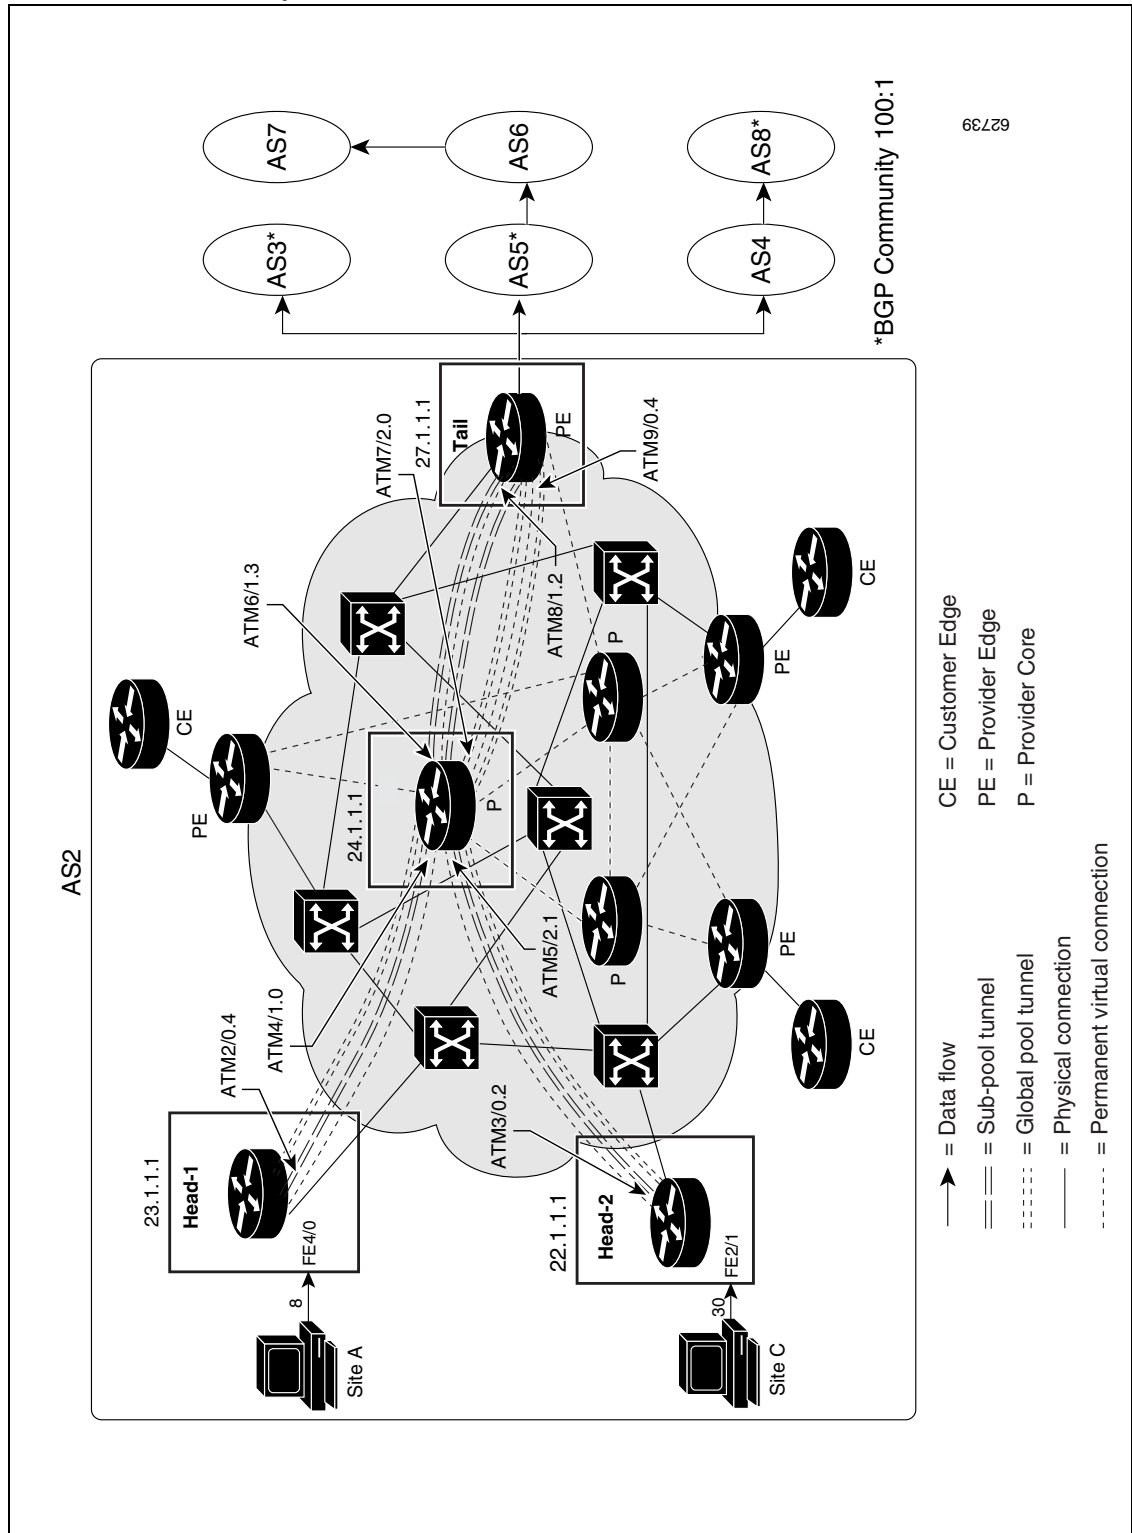 AS2
23.1.1.1
Head-1
FE4/0
8
Site A
22.1.1.1
Head-2
FE2/1
30
Site C
ATM2/0.4
ATM4/1.0
ATM3/0.2
ATM5/2.1
24.1.1.1
P
ATM6/1.3
ATM7/2.0
ATM8/1.2
ATM9/0.4
27.1.1.1
Tail
PE
PE
CE
P
P
PE
CE
PE
CE
AS3*
AS7
AS5*
AS6
AS4
AS8*
*BGP Community 100:1
= Data flow
= Sub-pool tunnel
= Global pool tunnel
= Physical connection
= Permanent virtual connection
CE = Customer Edge
PE = Provider Edge
P = Provider Core
62739